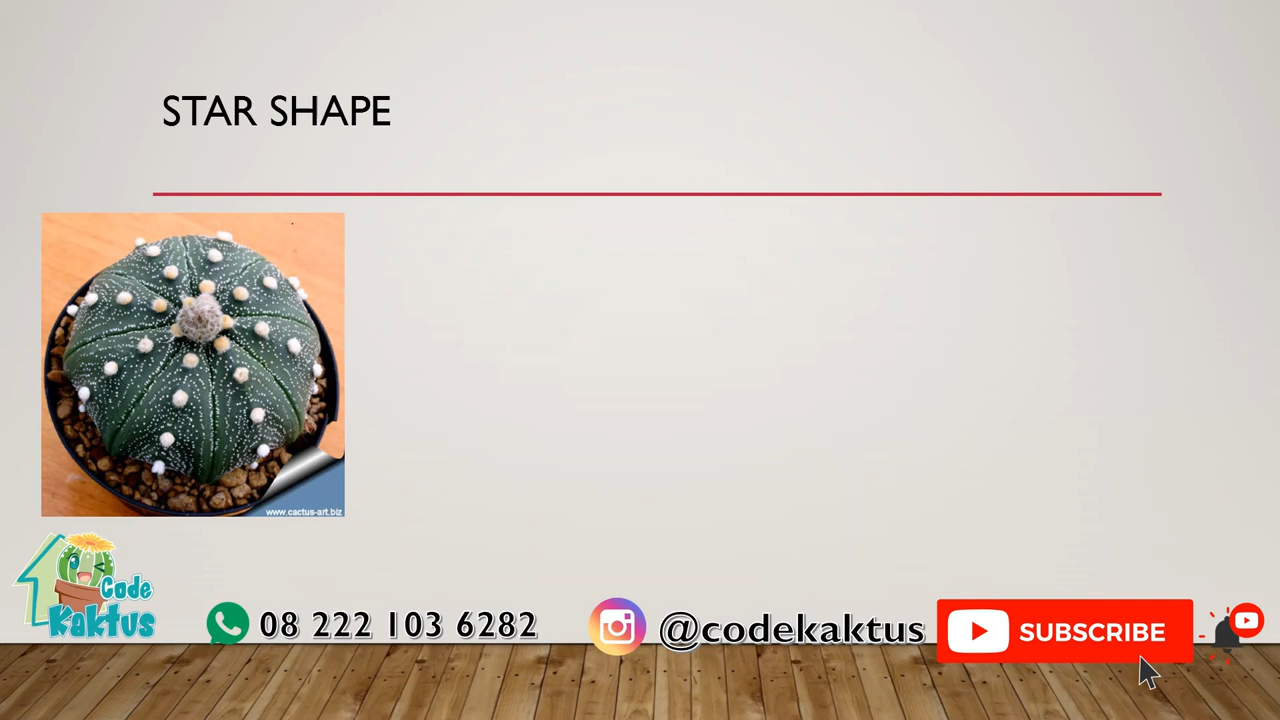 STAR SHAPE
www.cactus-art.biz
Code
Kaktus
08 222 103 6282
@codekaktus
SUBSCRIBE